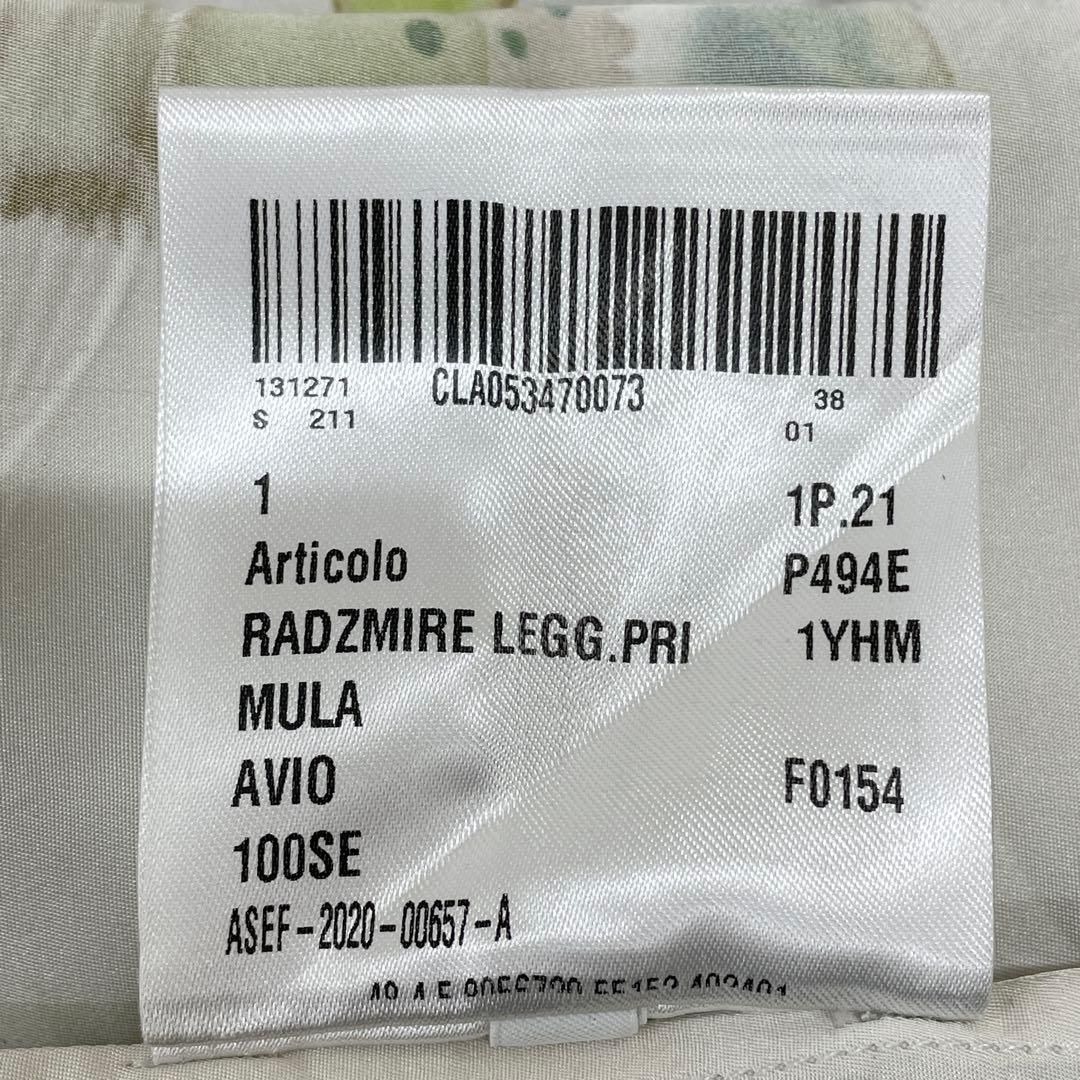 131271 CLA053470073 38
S 211 01
1 1P.21
Articolo P494E
RADZMIRE LEGG.PRI 1YHM
MULA
AVIO F0154
100SE
ASEF-2020-00657-A